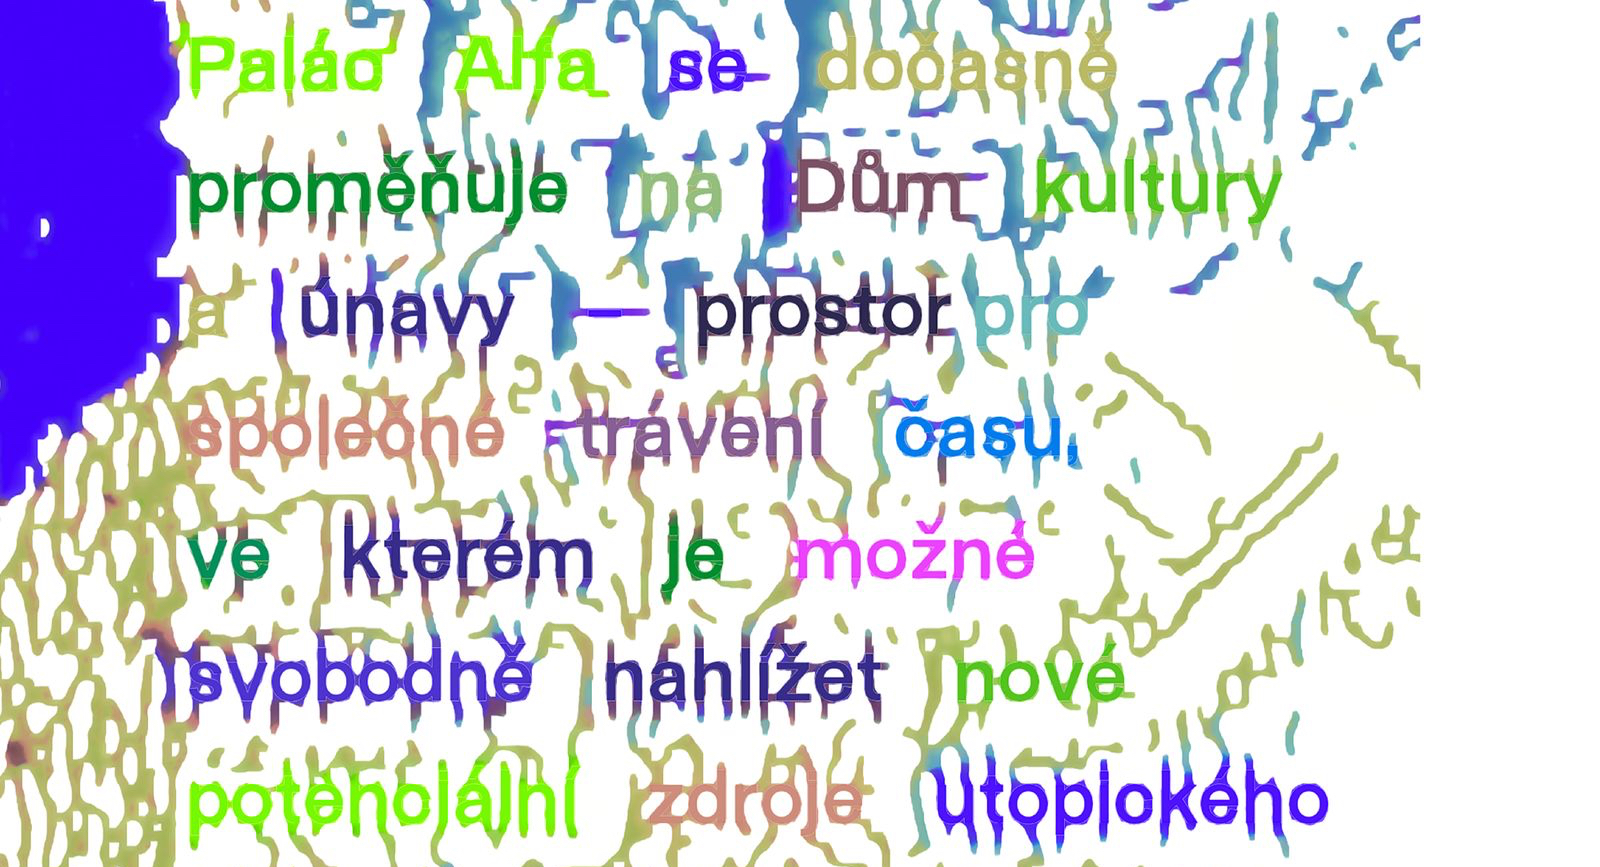 Palác Alfa se dočasně
proměňuje na Dům kultury
a únavy — prostor pro
společné trávení času,
ve kterém je možné
svobodně nahlížet nové
potenciální zdroje utopického